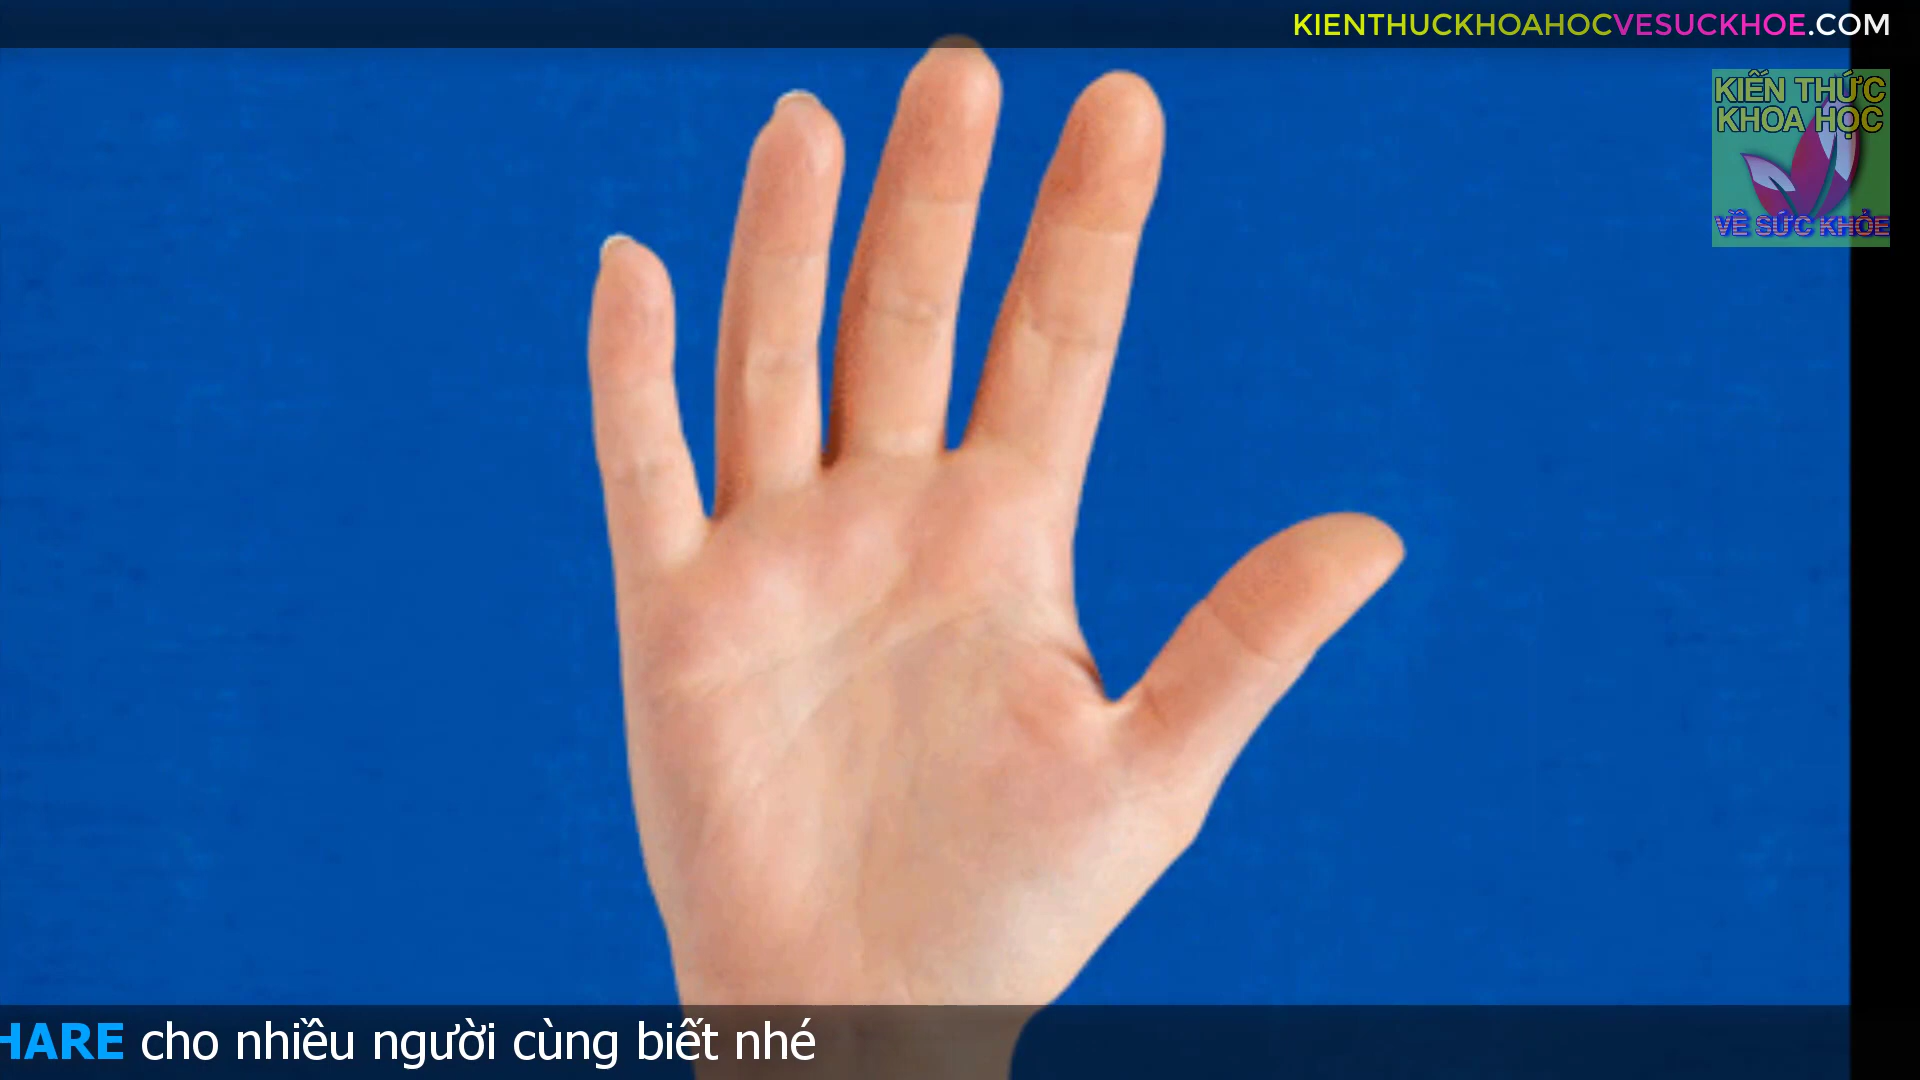 KIENTHUCKHOAHOCVESUCKHOE.COM
KIẾN THỨC
KHOA HỌC
VỀ SỨC KHỎE
HARE cho nhiều người cùng biết nhé